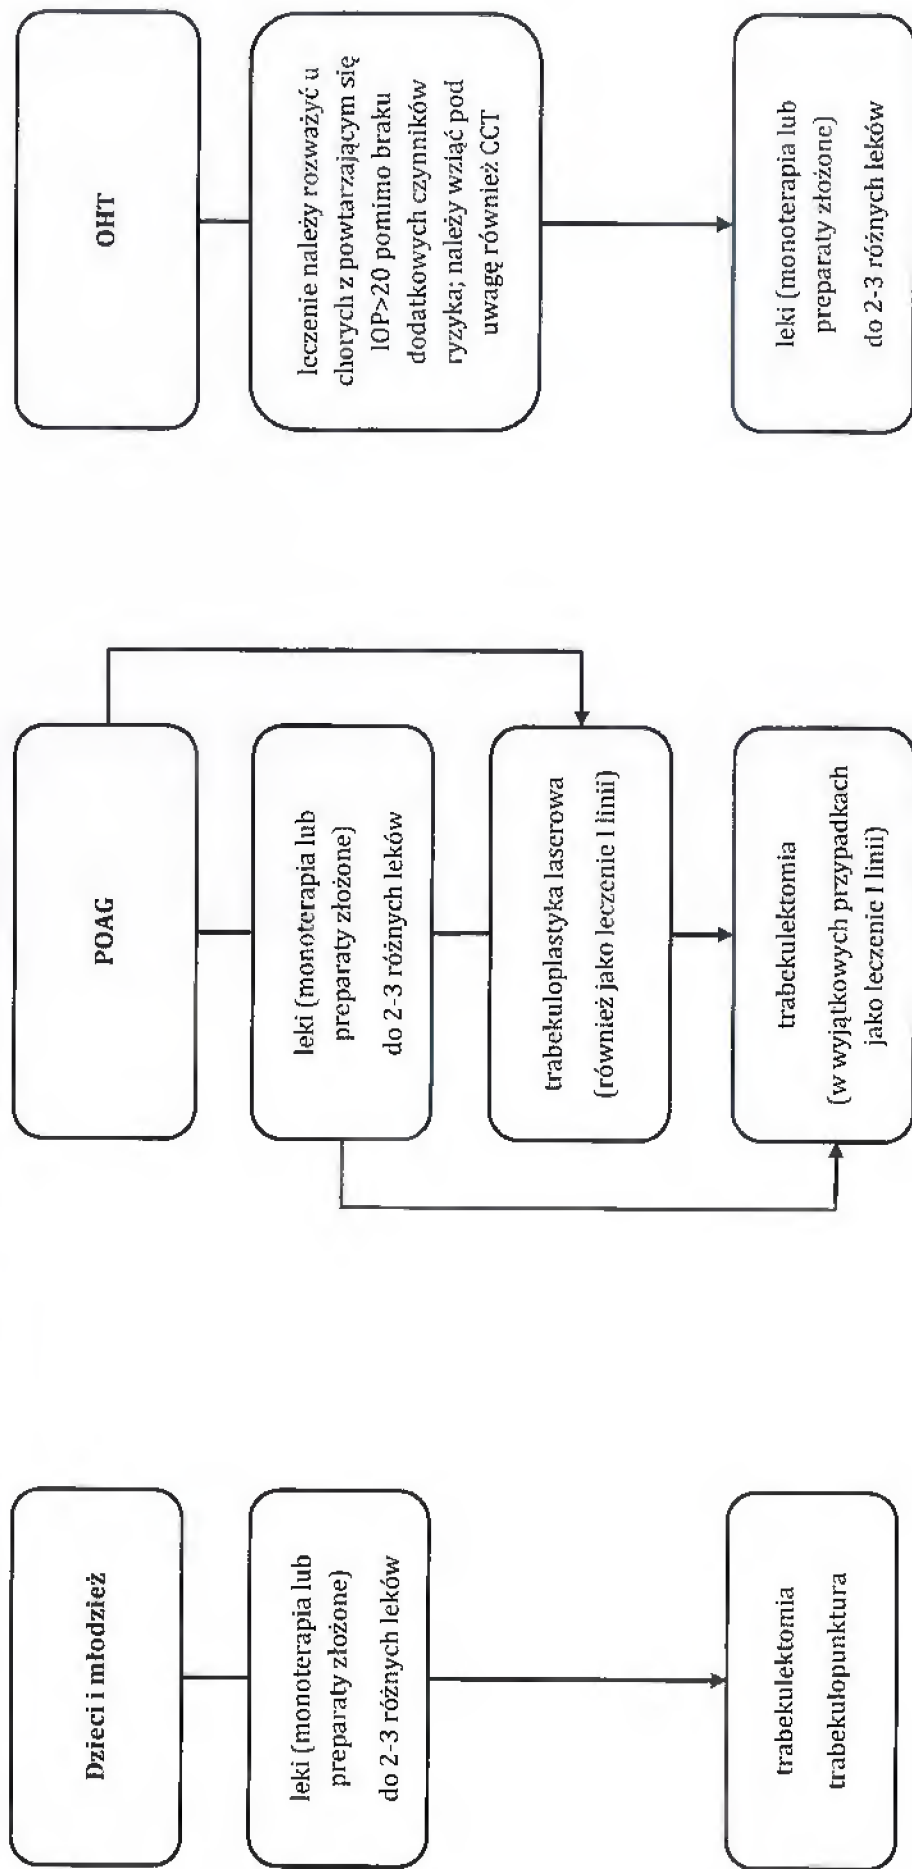 Dzieci i młodzież
leki (monoterapia lub
preparaty złożone)
do 2-3 różnych leków
trabekulektomia
trabekułopunktura
POAG
leki (monoterapia lub
preparaty złożone)
do 2-3 różnych leków
trabekuloplastyka laserowa
(również jako leczenie I linii)
trabekulektomia
(w wyjątkowych przypadkach
jako leczenie I linii)
OHT
leczenie należy rozważyć u
chorych z powtarzającym się
IOP>20 pomimo braku
dodatkowych czynników
ryzyka; należy wziąć pod
uwagę również CCT
leki (monoterapia lub
preparaty złożone)
do 2-3 różnych leków